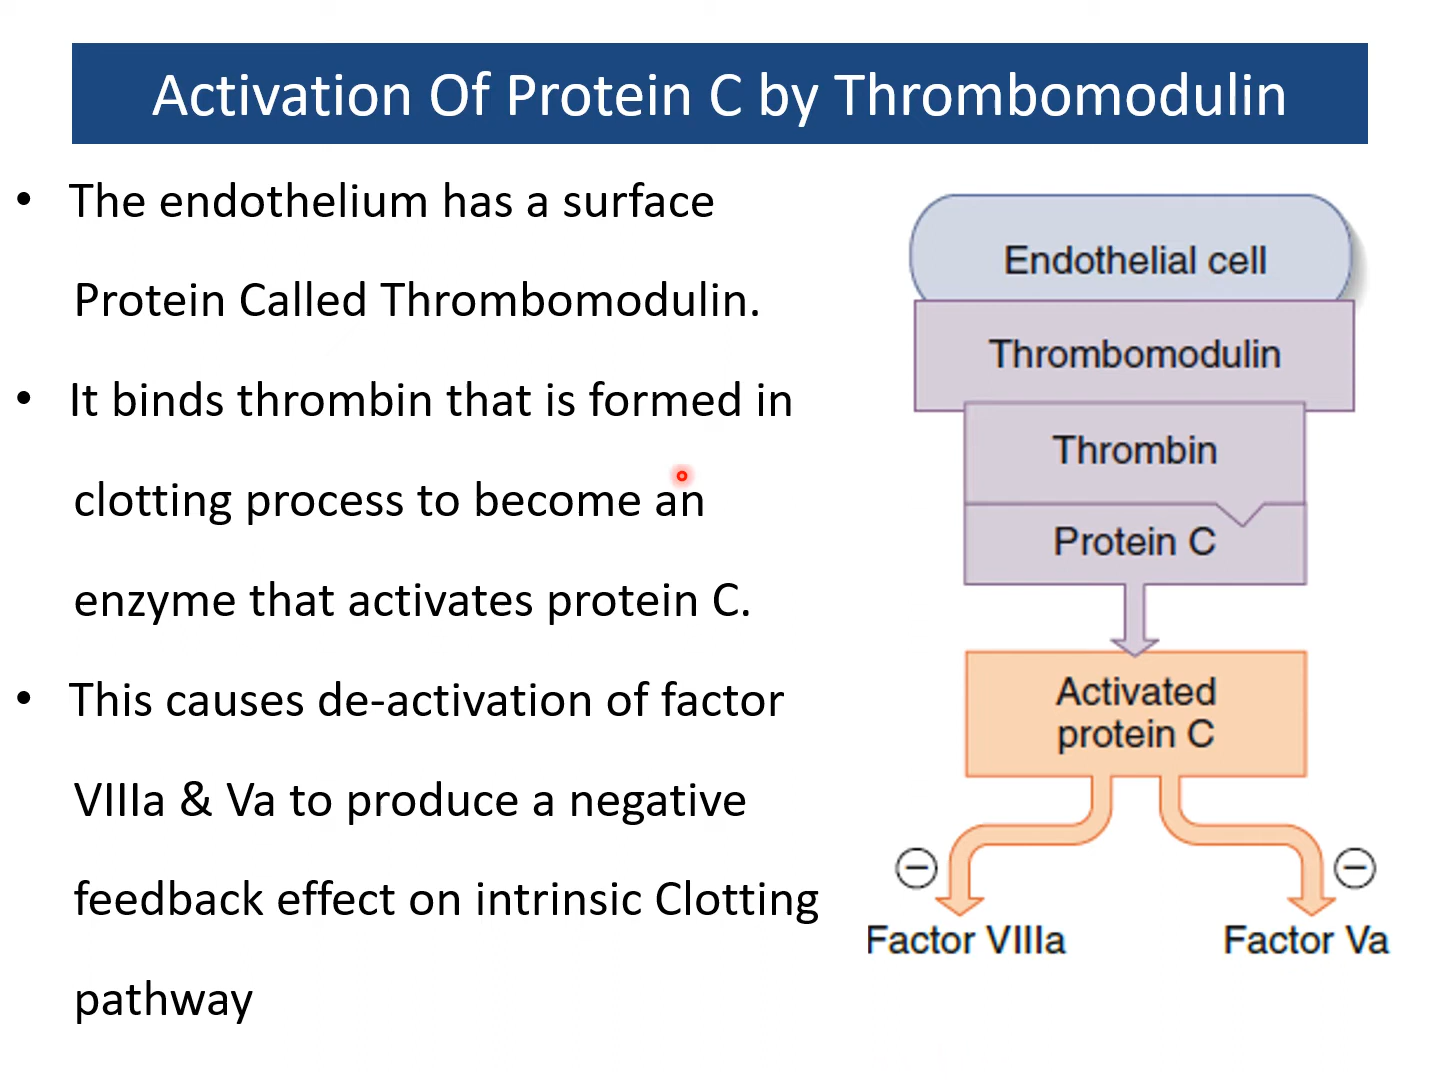 Activation Of Protein C by Thrombomodulin
• The endothelium has a surface
Protein Called Thrombomodulin.
• It binds thrombin that is formed in
clotting process to become an
enzyme that activates protein C.
• This causes de-activation of factor
VIIIa & Va to produce a negative
feedback effect on intrinsic Clotting
pathway
Endothelial cell
Thrombomodulin
Thrombin
Protein C
Activated
protein C
Factor VIIIa
Factor Va